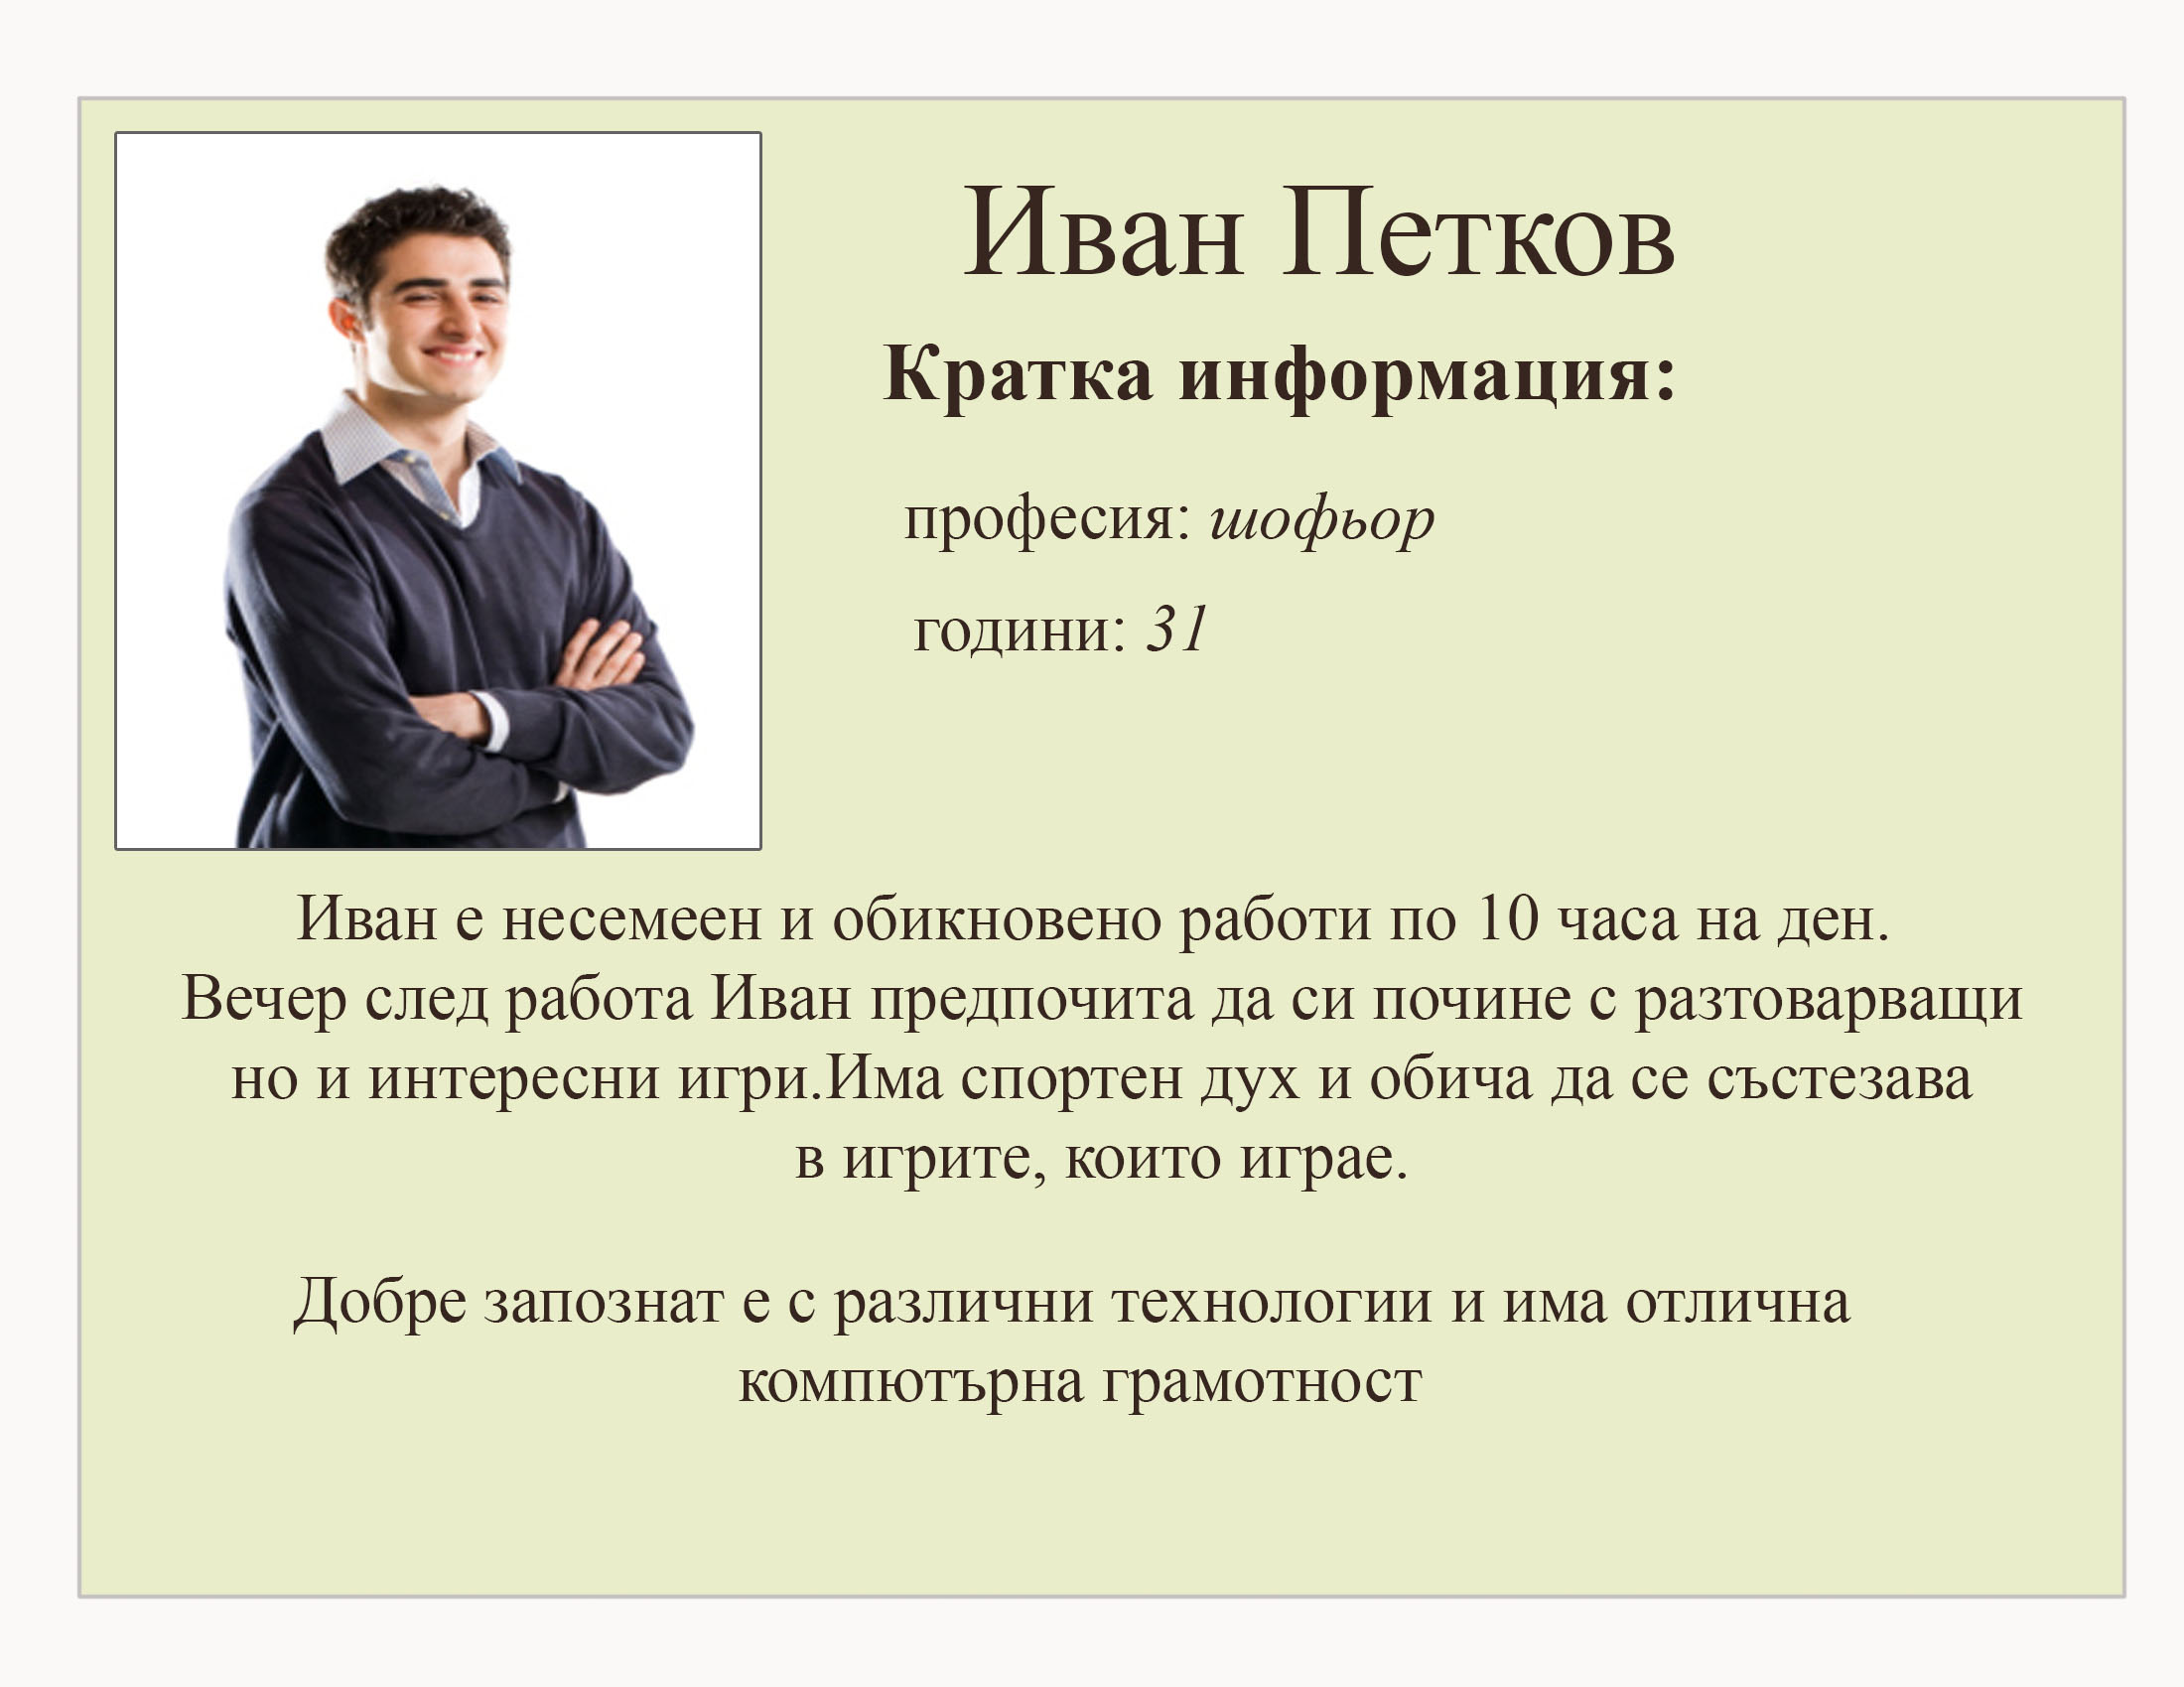 Иван Петков
Кратка информация:
професия: шофьор
години: 31
Иван е несемеен и обикновено работи по 10 часа на ден.
Вечер след работа Иван предпочита да си почине с разтоварващи
но и интересни игри.Има спортен дух и обича да се състезава
в игрите, които играе.
Добре запознат е с различни технологии и има отлична
компютърна грамотност